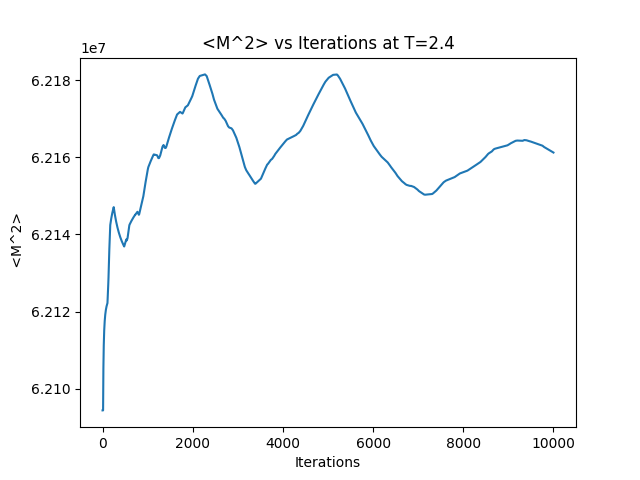 <M^2> vs Iterations at T=2.4
1e7
6.218
6.216
6.214
6.212
6.210
<M^2>
0
2000
4000
6000
8000
10000
Iterations